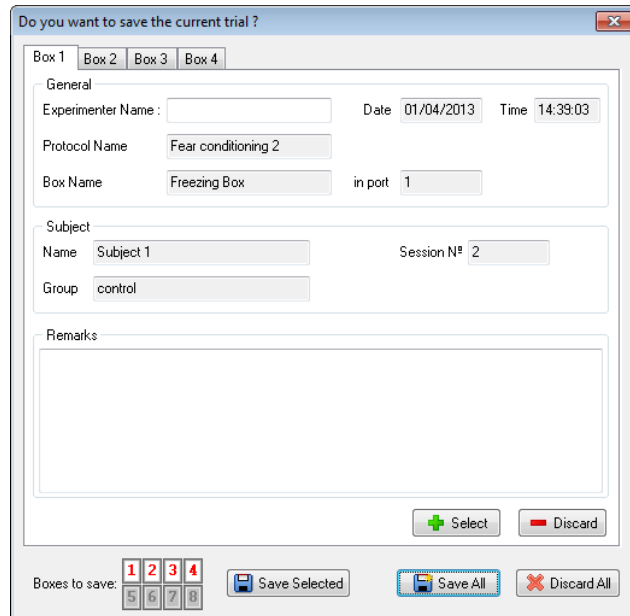 Do you want to save the current trial ?
Box 1 Box 2 Box 3 Box 4
General
Experimenter Name : Date 01/04/2013 Time 14:39:03
Protocol Name Fear conditioning 2
Box Name Freezing Box in port 1
Subject
Name Subject 1 Session Nº 2
Group control
Remarks
Select Discard
Boxes to save: 1 2 3 4 Save Selected Save All Discard All
5 6 7 8